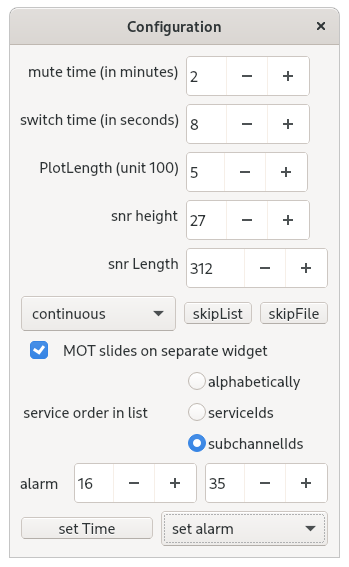 Configuration ×
mute time (in minutes) 2 − +
switch time (in seconds) 8 − +
PlotLength (unit 100) 5 − +
snr height 27 − +
snr Length 312 − +
continuous skipList skipFile
MOT slides on separate widget
alphabetically
service order in list serviceIds
subchannelIds
alarm 16 − + 35 − +
set Time set alarm